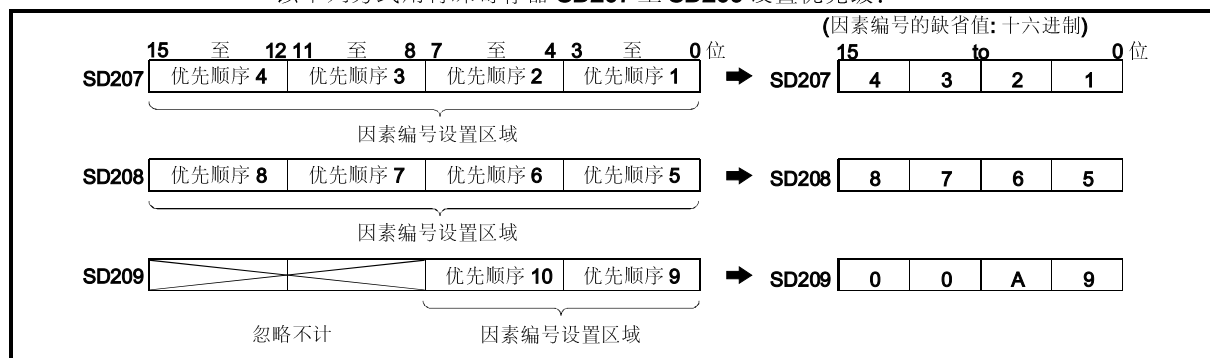 (因素编号的缺省值: 十六进制)
15 至 12 11 至 8 7 至 4 3 至 0 位 15 to 0 位
SD207 优先顺序 4 优先顺序 3 优先顺序 2 优先顺序 1 SD207 4 3 2 1
因素编号设置区域
SD208 优先顺序 8 优先顺序 7 优先顺序 6 优先顺序 5 SD208 8 7 6 5
因素编号设置区域
SD209 优先顺序 10 优先顺序 9 SD209 0 0 A 9
忽略不计 因素编号设置区域